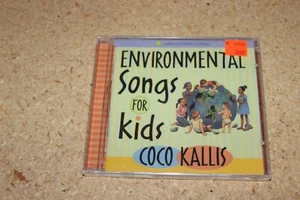 ENVIRONMENTAL
Songs
FOR
kids
COCO KALLIS